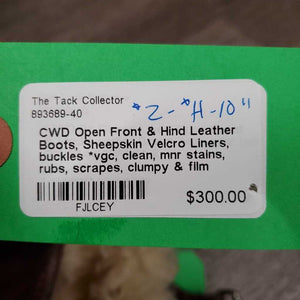 The Tack Collector
893689-40
*Z-*H-10"
CWD Open Front & Hind Leather
Boots, Sheepskin Velcro Liners,
buckles *vgc, clean, mnr stains,
rubs, scrapes, clumpy & film
FJLCEY
$300.00